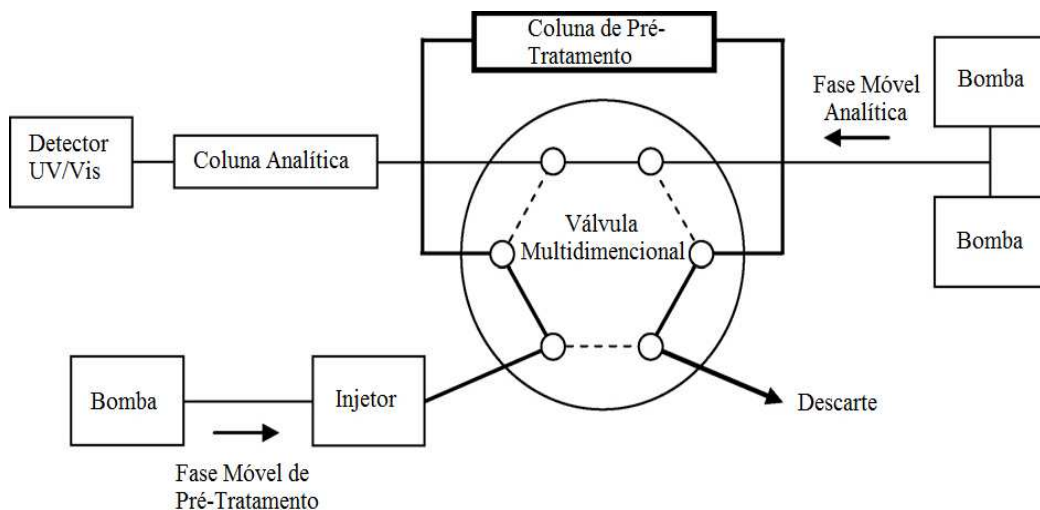 Coluna de Pré-
Tratamento
Fase Móvel
Analítica
Bomba
Detector
UV/Vis
Coluna Analítica
Válvula
Multidimencional
Bomba
Bomba
Injetor
Descarte
Fase Móvel de
Pré-Tratamento